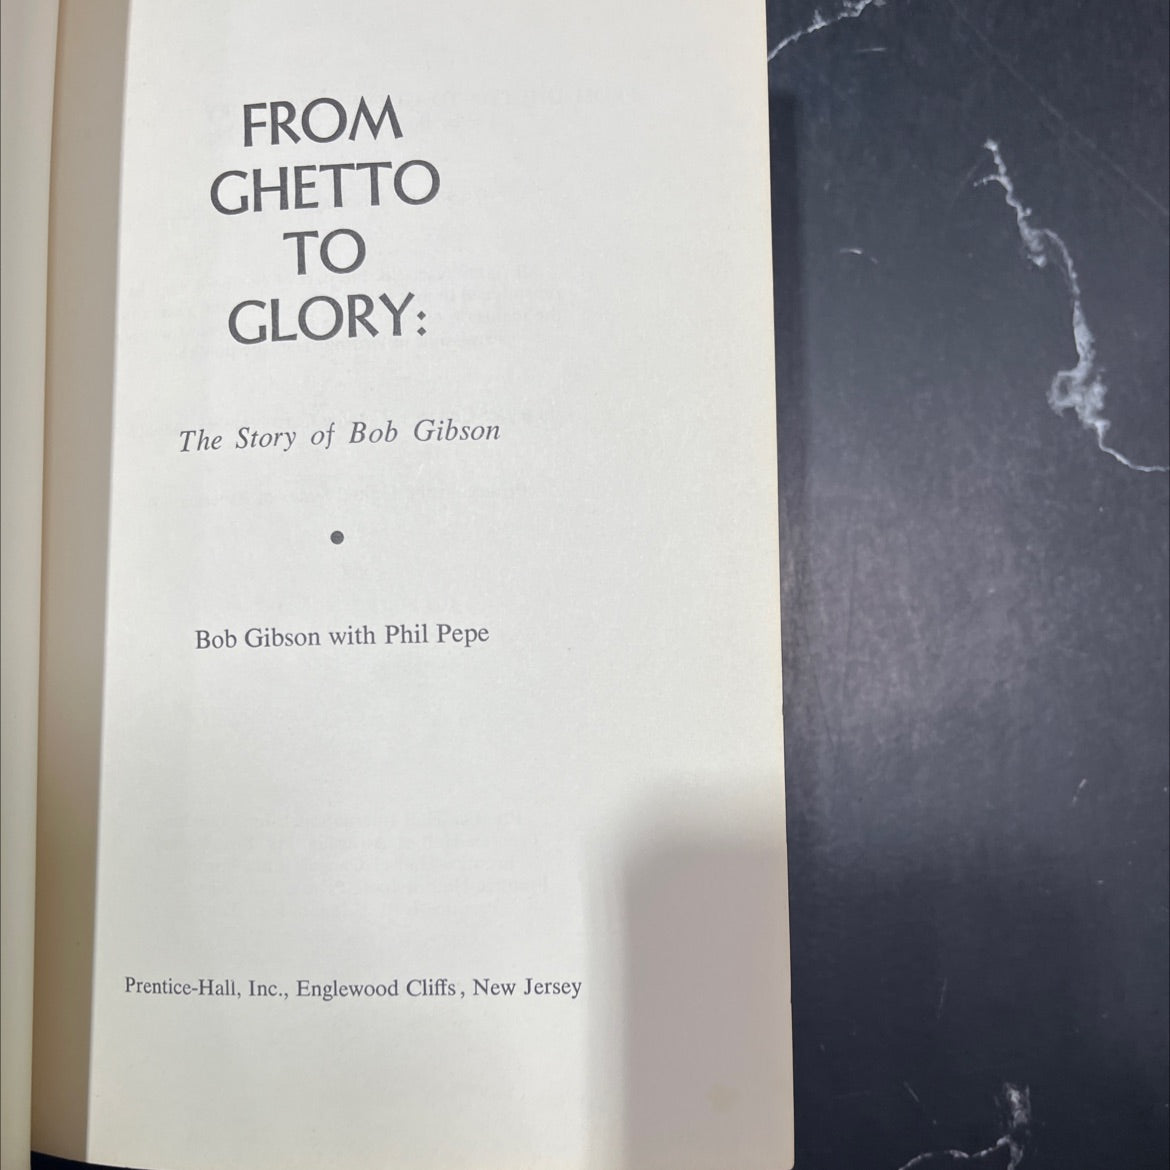 FROM
GHETTO
TO
GLORY:
The Story of Bob Gibson
Bob Gibson with Phil Pepe
Prentice-Hall, Inc., Englewood Cliffs, New Jersey